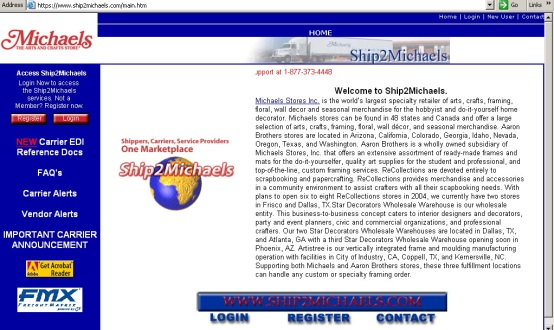 Address https://www.ship2michaels.com/main.htm Go Links
Home | Login | New User | Contact
Michaels
THE ARTS AND CRAFTS STORE
HOME
Michaels
Ship2Michaels
Access Ship2Michaels
Login Now to access
the Ship2Michaels
services. Not a
Member? Register now.
Register Login
NEW Carrier EDI
Reference Docs
FAQ's
Carrier Alerts
Vendor Alerts
IMPORTANT CARRIER
ANNOUNCEMENT
Get Acrobat
Reader
Adobe
FMX
FREIGHTMATRIX
powered by
Shippers, Carriers, Service Providers
One Marketplace
Ship2Michaels
upport at 1-877-373-4448
Welcome to Ship2Michaels.
Michaels Stores Inc. is the world's largest specialty retailer of arts, crafts, framing,
floral, wall decor and seasonal merchandise for the hobbyist and do-it-yourself home
decorator. Michaels stores can be found in 48 states and Canada and offer a large
selection of arts, crafts, framing, floral, wall decor, and seasonal merchandise. Aaron
Brothers stores are located in Arizona, California, Colorado, Georgia, Idaho, Nevada,
Oregon, Texas, and Washington. Aaron Brothers is a wholly owned subsidiary of
Michaels Stores, Inc. that offers an extensive assortment of ready-made frames and
mats for the do-it-yourselfer, quality art supplies for the student and professional, and
top-of-the-line, custom framing services. ReCollections are devoted entirely to
scrapbooking and papercrafting. ReCollections provides merchandise and accessories
in a community environment to assist crafters with all their scapbooking needs. With
plans to open six to eight ReCollections stores in 2004, we currently have two stores
in Frisco and Dallas, TX.Star Decorators Wholesale Warehouse is our wholesale
entity. This business-to-business concept caters to interior designers and decorators,
party and event planners, civic and commercial organizations, and professional
crafters. Our two Star Decorators Wholesale Warehouses are located in Dallas, TX,
and Atlanta, GA with a third Star Decorators Wholesale Warehouse opening soon in
Phoenix, AZ. Artistree is our vertically integrated frame and moulding manufacturing
operation with facilities in City of Industry, CA, Coppell, TX, and Kernersville, NC.
Supporting both Michaels and Aaron Brothers stores, these three fulfillment locations
can handle any custom or specialty framing order.
WWW.SHIP2MICHAELS.COM
LOGIN REGISTER CONTACT